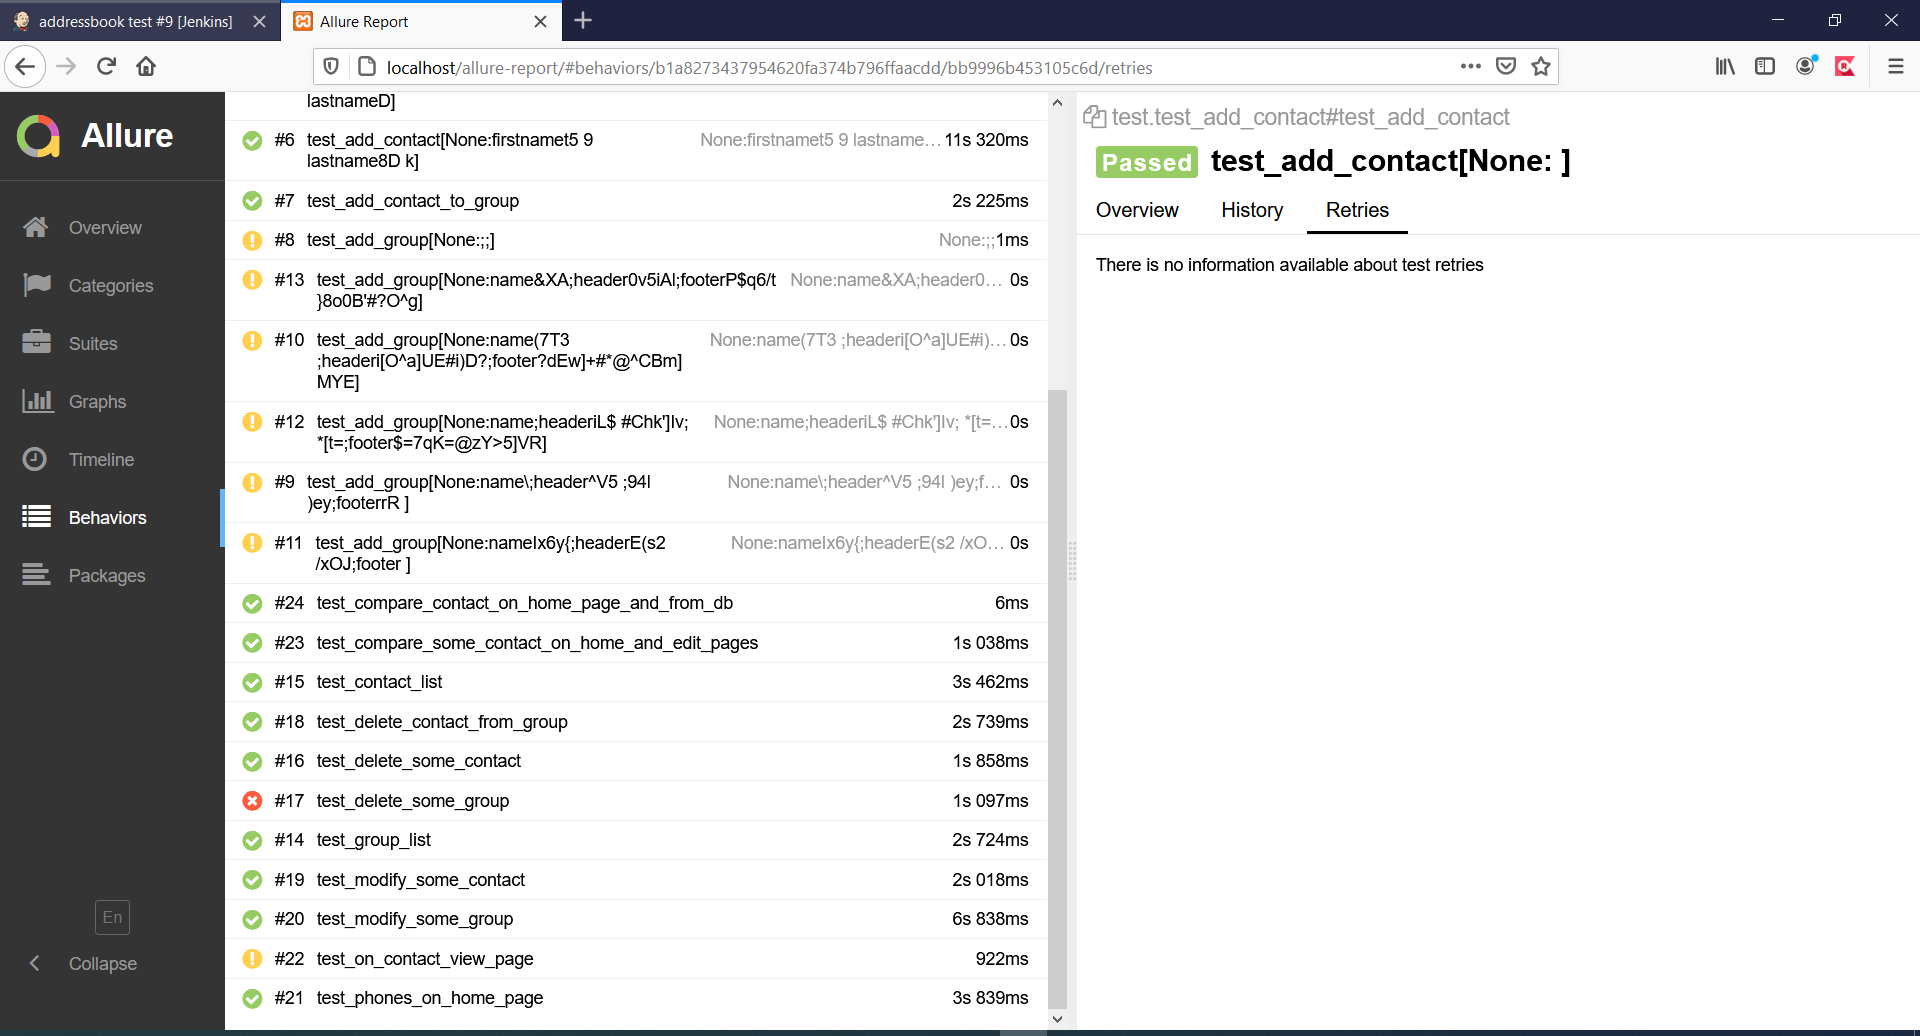 addressbook test #9 [Jenkins]
Allure Report
localhost/allure-report/#behaviors/b1a8273437954620fa374b796ffaacdd/bb9996b453105c6d/retries
Allure
Overview
Categories
Suites
Graphs
Timeline
Behaviors
Packages
En
Collapse
lastnameD]
#6 test_add_contact[None:firstnamet5 9 None:firstnamet5 9 lastname... 11s 320ms
lastname8D k]
#7 test_add_contact_to_group 2s 225ms
#8 test_add_group[None:;;] None:;; 1ms
#13 test_add_group[None:name&XA;header0v5iAl;footerP$q6/t None:name&XA;header0... 0s
}8o0B'#?O^g]
#10 test_add_group[None:name(7T3 None:name(7T3 ;headeri[O^a]UE#i)... 0s
;headeri[O^a]UE#i)D?;footer?dEw]+#*@^CBm]
MYE]
#12 test_add_group[None:name;headeriL$ #Chk']Iv; None:name;headeriL$ #Chk']Iv; *[t=... 0s
*[t=;footer$=7qK=@zY>5]VR]
#9 test_add_group[None:name\;header^V5 ;94l None:name\;header^V5 ;94l )ey;f... 0s
)ey;footerrR ]
#11 test_add_group[None:nameIx6y{;headerE(s2 None:nameIx6y{;headerE(s2 /xO... 0s
/xOJ;footer ]
#24 test_compare_contact_on_home_page_and_from_db 6ms
#23 test_compare_some_contact_on_home_and_edit_pages 1s 038ms
#15 test_contact_list 3s 462ms
#18 test_delete_contact_from_group 2s 739ms
#16 test_delete_some_contact 1s 858ms
#17 test_delete_some_group 1s 097ms
#14 test_group_list 2s 724ms
#19 test_modify_some_contact 2s 018ms
#20 test_modify_some_group 6s 838ms
#22 test_on_contact_view_page 922ms
#21 test_phones_on_home_page 3s 839ms
test.test_add_contact#test_add_contact
Passed test_add_contact[None: ]
Overview History Retries
There is no information available about test retries